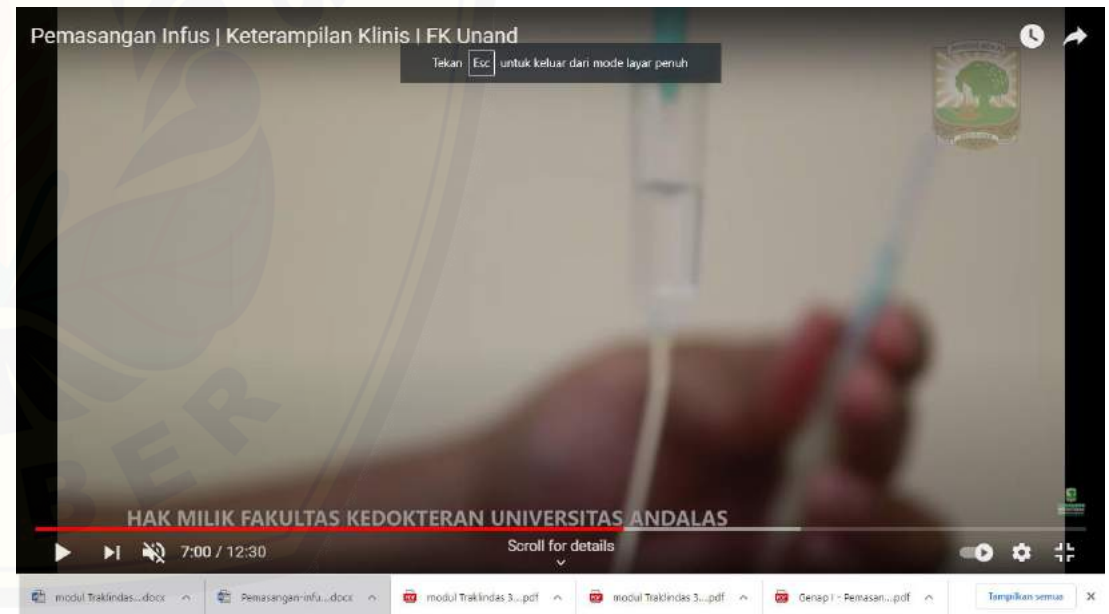 Pemasangan Infus | Keterampilan Klinis | FK Unand
Tekan Esc untuk keluar dari mode layar penuh
HAK MILIK FAKULTAS KEDOKTERAN UNIVERSITAS ANDALAS
7:00 / 12:30
Scroll for details
modul Traklindas...docx
Pemasangan-infu...docx
modul Traklindas 3....pdf
modul Traklindas 3....pdf
Genap I - Pemasan...pdf
Tampilkan semua
BER